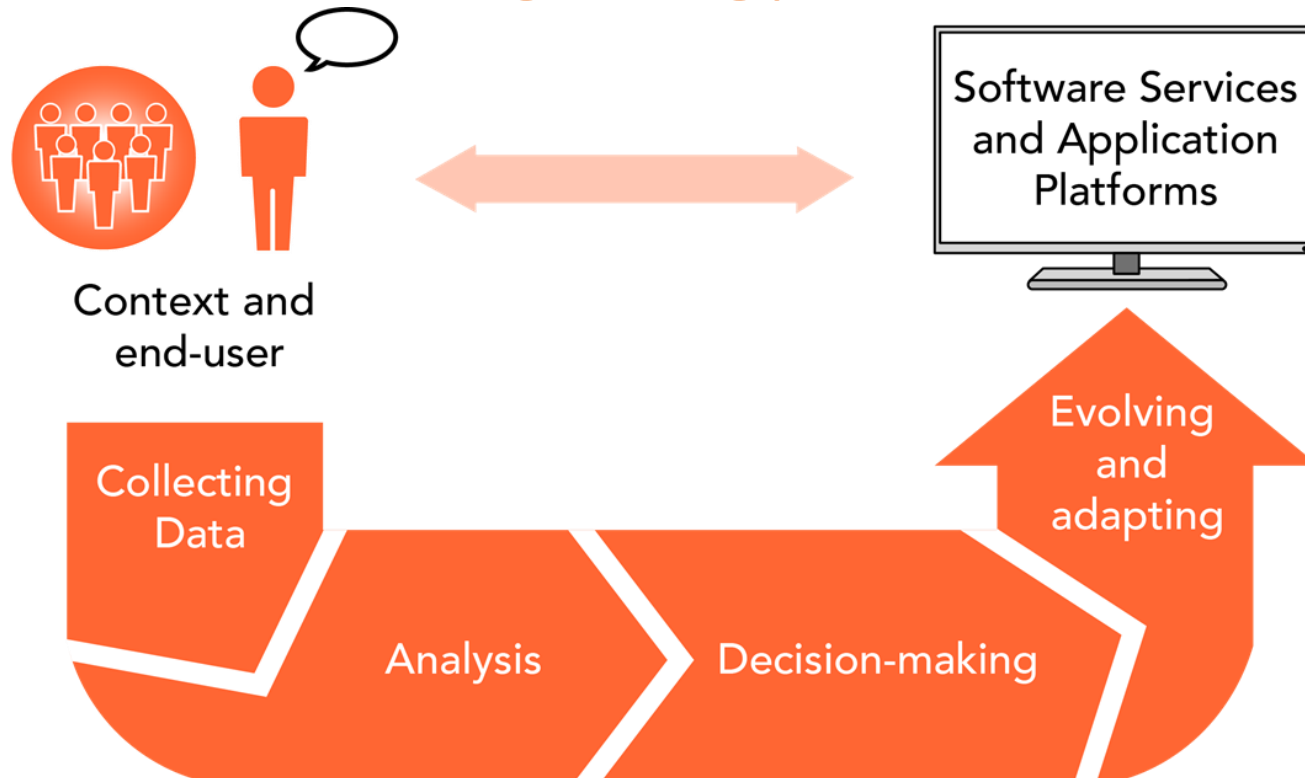 Software Services
and Application
Platforms
Context and
end-user
Collecting
Data
Analysis
Decision-making
Evolving
and
adapting